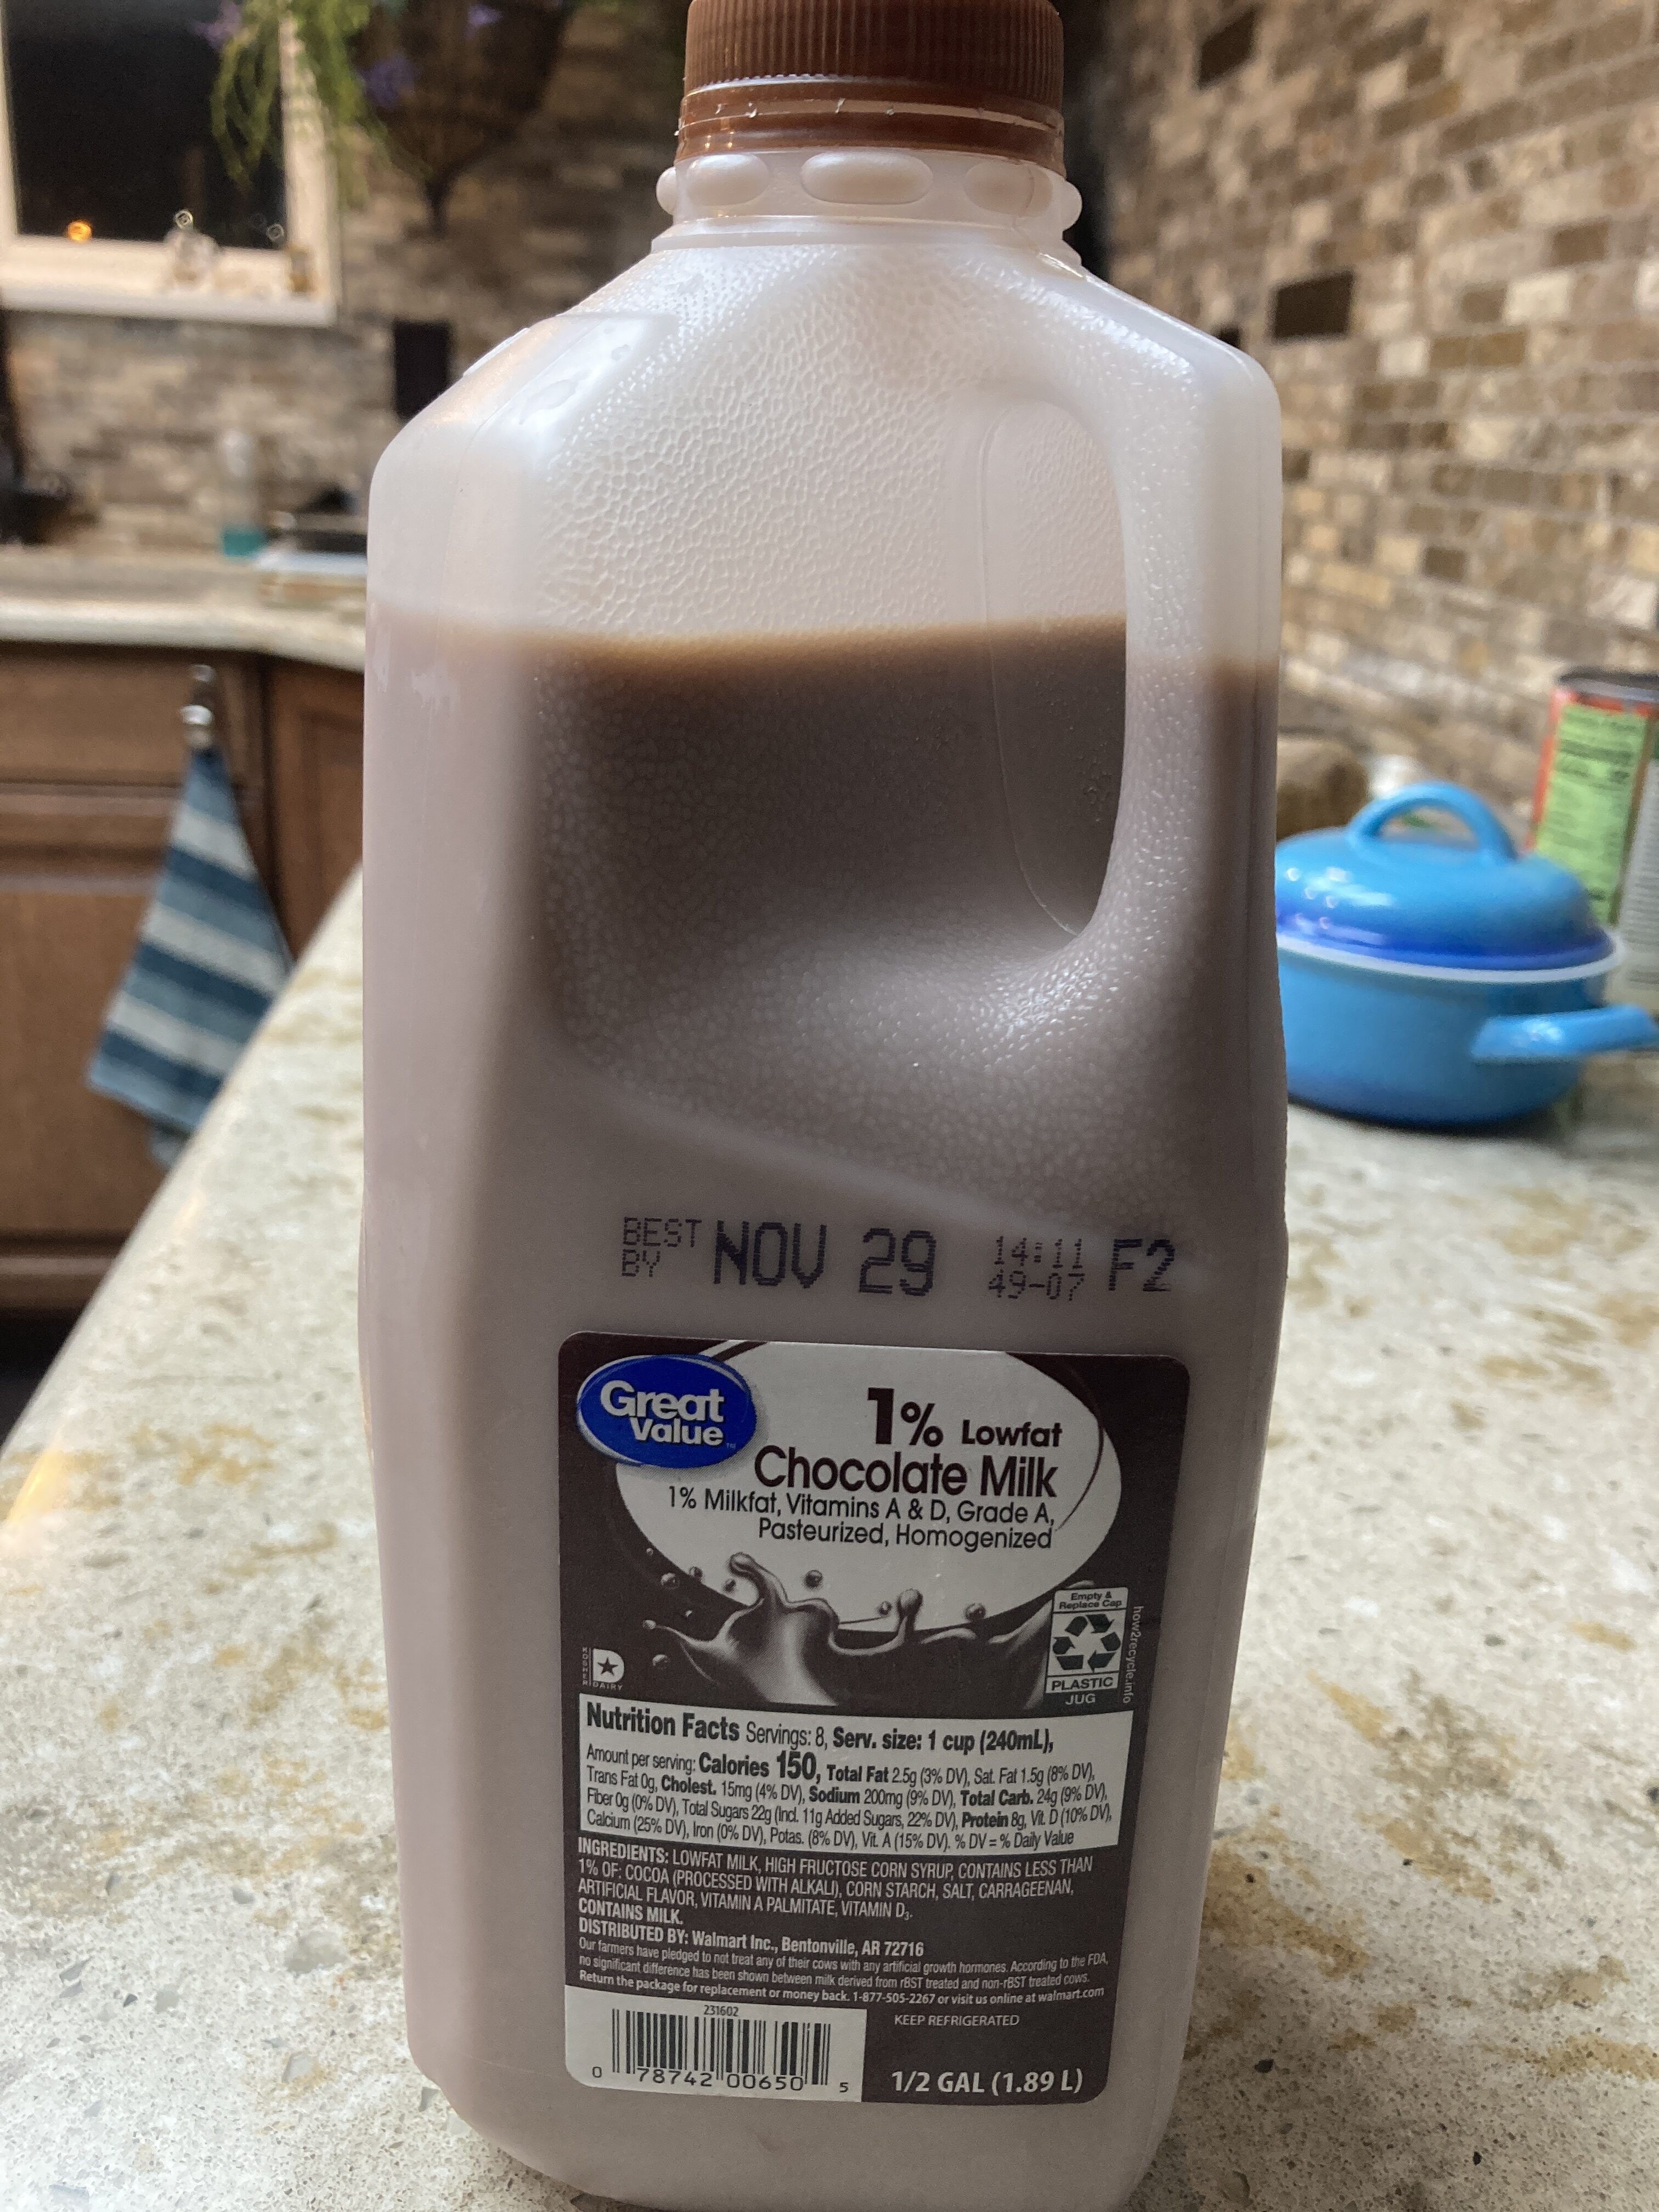 BEST
BY
NOV 29
14:11
49-07
F2
Great
Value
1% Lowfat
Chocolate Milk
1% Milkfat, Vitamins A & D, Grade A,
Pasteurized, Homogenized
Empty &
Replace Cap
PLASTIC
JUG
how2recycle.info
KOSHER
D
DAIRY
Nutrition Facts Servings: 8, Serv. size: 1 cup (240mL),
Amount per serving: Calories 150, Total Fat 2.5g (3% DV), Sat. Fat 1.5g (8% DV),
Trans Fat 0g, Cholest. 15mg (4% DV), Sodium 200mg (9% DV), Total Carb. 24g (9% DV),
Fiber 0g (0% DV), Total Sugars 22g (Incl. 11g Added Sugars, 22% DV), Protein 8g, Vit. D (10% DV),
Calcium (25% DV), Iron (0% DV), Potas. (8% DV), Vit. A (15% DV). % DV = % Daily Value
INGREDIENTS: LOWFAT MILK, HIGH FRUCTOSE CORN SYRUP, CONTAINS LESS THAN
1% OF: COCOA (PROCESSED WITH ALKALI), CORN STARCH, SALT, CARRAGEENAN,
ARTIFICIAL FLAVOR, VITAMIN A PALMITATE, VITAMIN D3.
CONTAINS MILK.
DISTRIBUTED BY: Walmart Inc., Bentonville, AR 72716
Our farmers have pledged to not treat any of their cows with any artificial growth hormones. According to the FDA,
no significant difference has been shown between milk derived from rBST treated and non-rBST treated cows.
Return the package for replacement or money back. 1-877-505-2267 or visit us online at walmart.com
231602
0 78742 00650 5
KEEP REFRIGERATED
1/2 GAL (1.89 L)